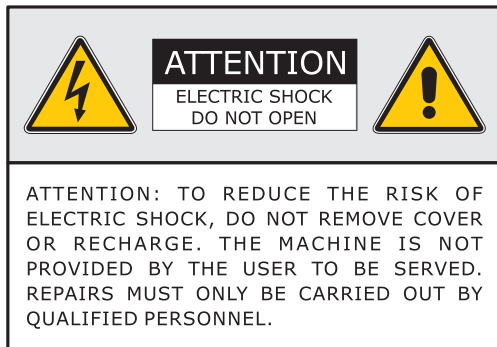 ATTENTION
ELECTRIC SHOCK
DO NOT OPEN
ATTENTION: TO REDUCE THE RISK OF
ELECTRIC SHOCK, DO NOT REMOVE COVER
OR RECHARGE. THE MACHINE IS NOT
PROVIDED BY THE USER TO BE SERVED.
REPAIRS MUST ONLY BE CARRIED OUT BY
QUALIFIED PERSONNEL.